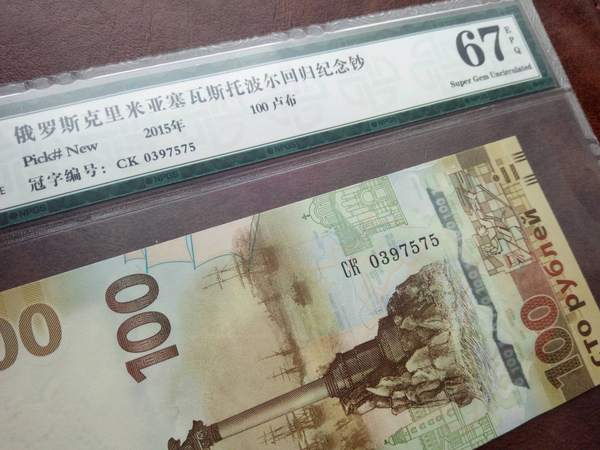 67
E
P
Q
Super Gem Uncirculated
俄罗斯克里米亚塞瓦斯托波尔回归纪念钞
Pick# New 2015年 100 卢布
冠字编号: CK 0397575
NPGS
СК 0397575
100
00
100
СТО РУБЛЕЙ